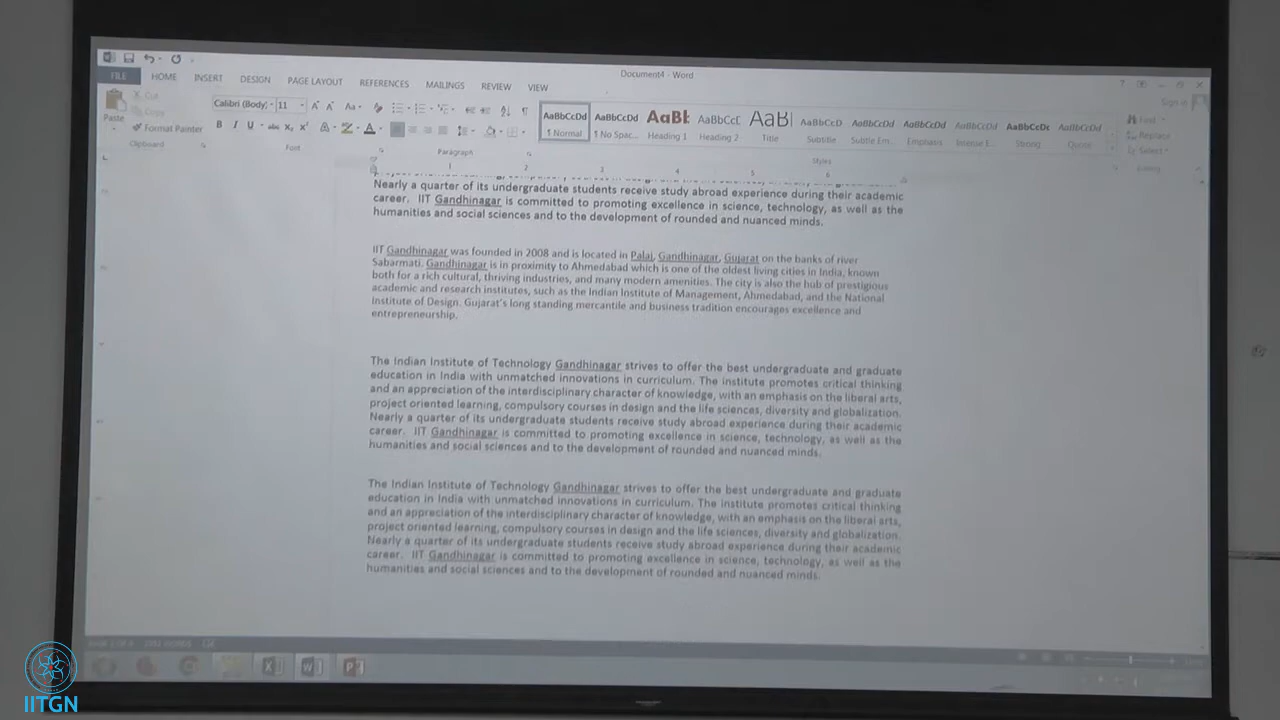 Document4 - Word
FILE HOME INSERT DESIGN PAGE LAYOUT REFERENCES MAILINGS REVIEW VIEW
Sign in
Cut
Copy
Paste
Format Painter
Clipboard
Calibri (Body) 11
Font
Paragraph
AaBbCcDd AaBbCcDd AaBb AaBbCcD AaBb AaBbCcD AaBbCcDd AaBbCcDd AaBbCcDd AaBbCcDc AaBbCcDd
¶ Normal ¶ No Spac... Heading 1 Heading 2 Title Subtitle Subtle Em... Emphasis Intense E... Strong Quote
Styles
Find
Replace
Select
Editing
1 2 3 4 5 6
Nearly a quarter of its undergraduate students receive study abroad experience during their academic
career. IIT Gandhinagar is committed to promoting excellence in science, technology, as well as the
humanities and social sciences and to the development of rounded and nuanced minds.
IIT Gandhinagar was founded in 2008 and is located in Palaj, Gandhinagar, Gujarat on the banks of river
Sabarmati. Gandhinagar is in proximity to Ahmedabad which is one of the oldest living cities in India, known
both for a rich cultural, thriving industries, and many modern amenities. The city is also the hub of prestigious
academic and research institutes, such as the Indian Institute of Management, Ahmedabad, and the National
Institute of Design. Gujarat's long standing mercantile and business tradition encourages excellence and
entrepreneurship.
The Indian Institute of Technology Gandhinagar strives to offer the best undergraduate and graduate
education in India with unmatched innovations in curriculum. The institute promotes critical thinking
and an appreciation of the interdisciplinary character of knowledge, with an emphasis on the liberal arts,
project oriented learning, compulsory courses in design and the life sciences, diversity and globalization.
Nearly a quarter of its undergraduate students receive study abroad experience during their academic
career. IIT Gandhinagar is committed to promoting excellence in science, technology, as well as the
humanities and social sciences and to the development of rounded and nuanced minds.
The Indian Institute of Technology Gandhinagar strives to offer the best undergraduate and graduate
education in India with unmatched innovations in curriculum. The institute promotes critical thinking
and an appreciation of the interdisciplinary character of knowledge, with an emphasis on the liberal arts,
project oriented learning, compulsory courses in design and the life sciences, diversity and globalization.
Nearly a quarter of its undergraduate students receive study abroad experience during their academic
career. IIT Gandhinagar is committed to promoting excellence in science, technology, as well as the
humanities and social sciences and to the development of rounded and nuanced minds.
IITGN